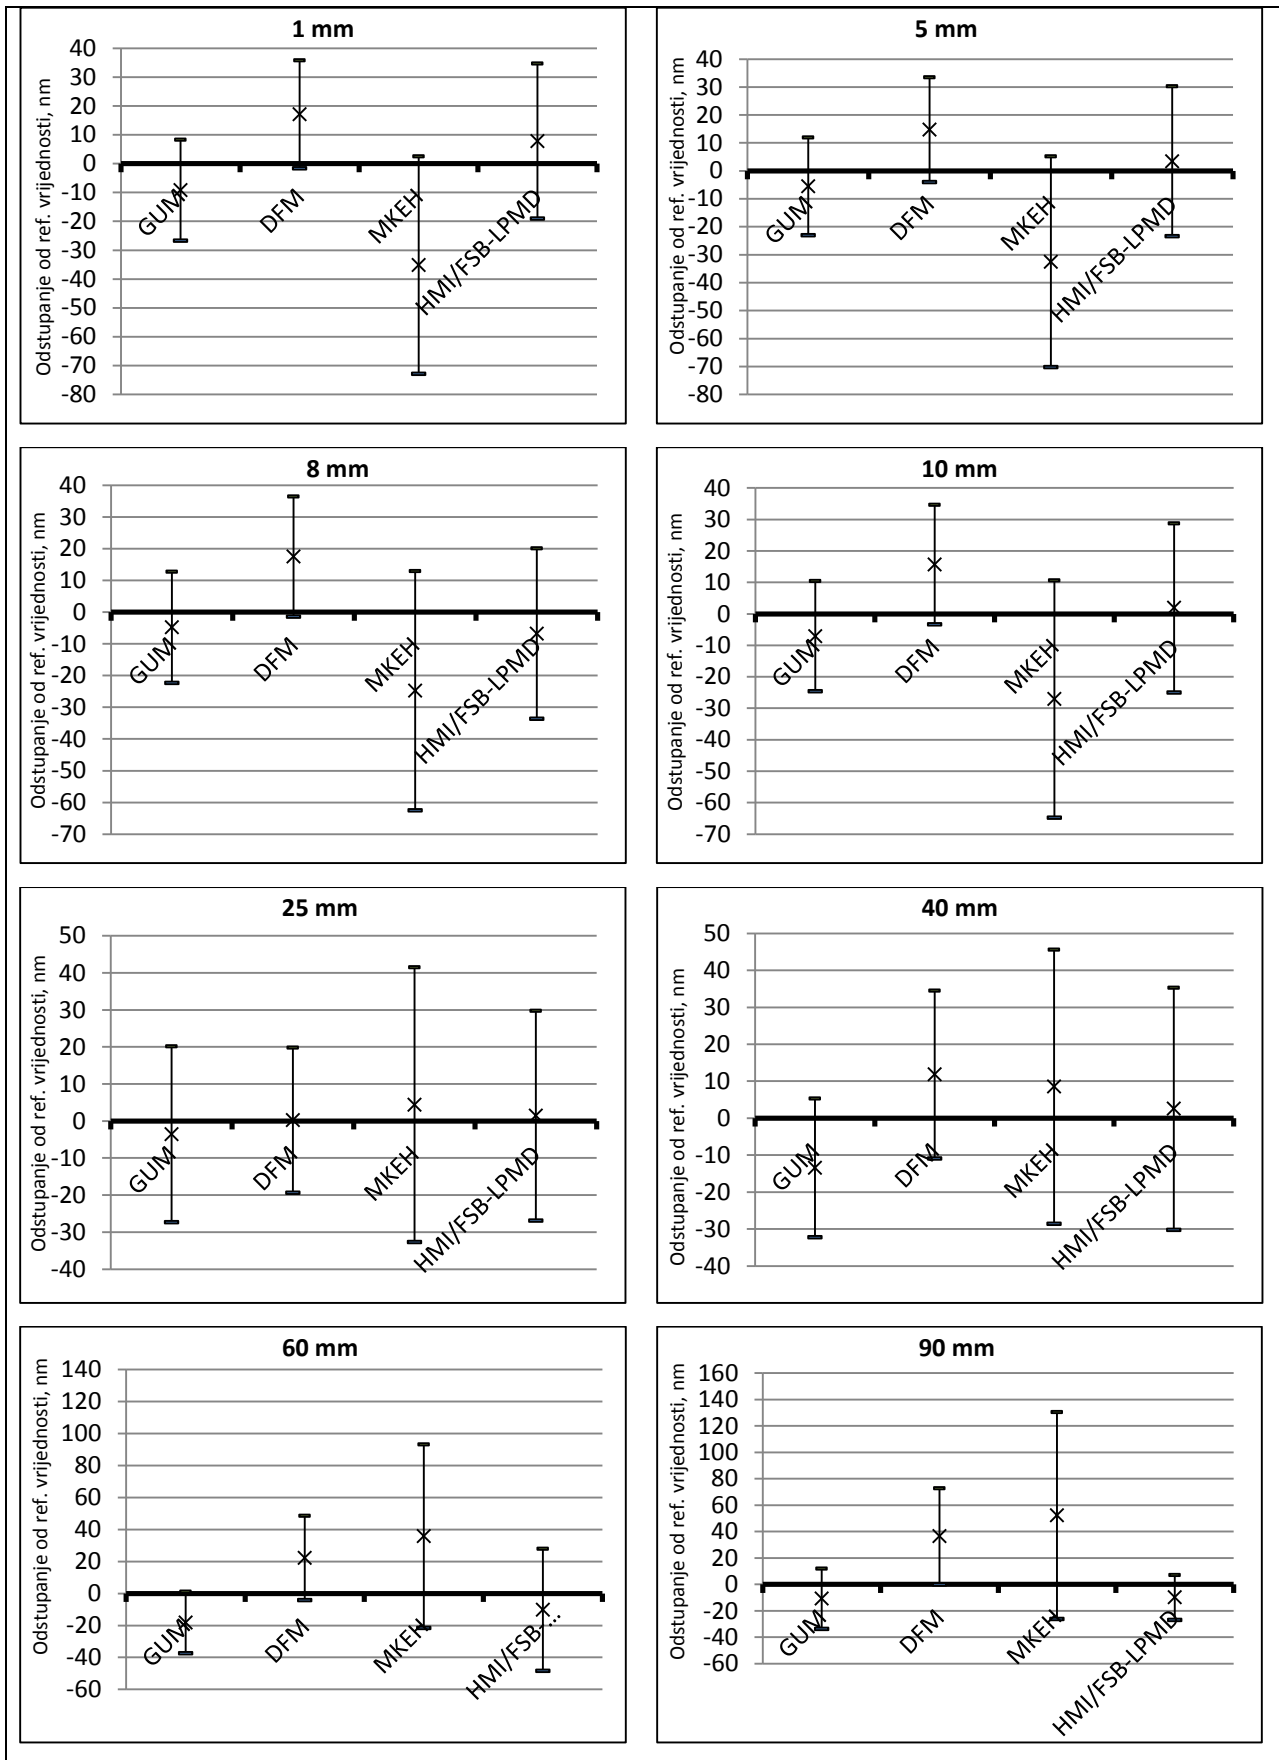 1 mm
Odstupanje od ref. vrijednosti, nm
40
30
20
10
0
-10
-20
-30
-40
-50
-60
-70
-80
GUM
DFM
MKEH
HMI/FSB-LPMD
5 mm
Odstupanje od ref. vrijednosti, nm
40
30
20
10
0
-10
-20
-30
-40
-50
-60
-70
-80
GUM
DFM
MKEH
HMI/FSB-LPMD
8 mm
Odstupanje od ref. vrijednosti, nm
40
30
20
10
0
-10
-20
-30
-40
-50
-60
-70
GUM
DFM
MKEH
HMI/FSB-LPMD
10 mm
Odstupanje od ref. vrijednosti, nm
40
30
20
10
0
-10
-20
-30
-40
-50
-60
-70
GUM
DFM
MKEH
HMI/FSB-LPMD
25 mm
Odstupanje od ref. vrijednosti, nm
50
40
30
20
10
0
-10
-20
-30
-40
GUM
DFM
MKEH
HMI/FSB-LPMD
40 mm
Odstupanje od ref. vrijednosti, nm
50
40
30
20
10
0
-10
-20
-30
-40
GUM
DFM
MKEH
HMI/FSB-LPMD
60 mm
Odstupanje od ref. vrijednosti, nm
140
120
100
80
60
40
20
0
-20
-40
-60
GUM
DFM
MKEH
HMI/FSB-...
90 mm
Odstupanje od ref. vrijednosti, nm
160
140
120
100
80
60
40
20
0
-20
-40
-60
GUM
DFM
MKEH
HMI/FSB-LPMD